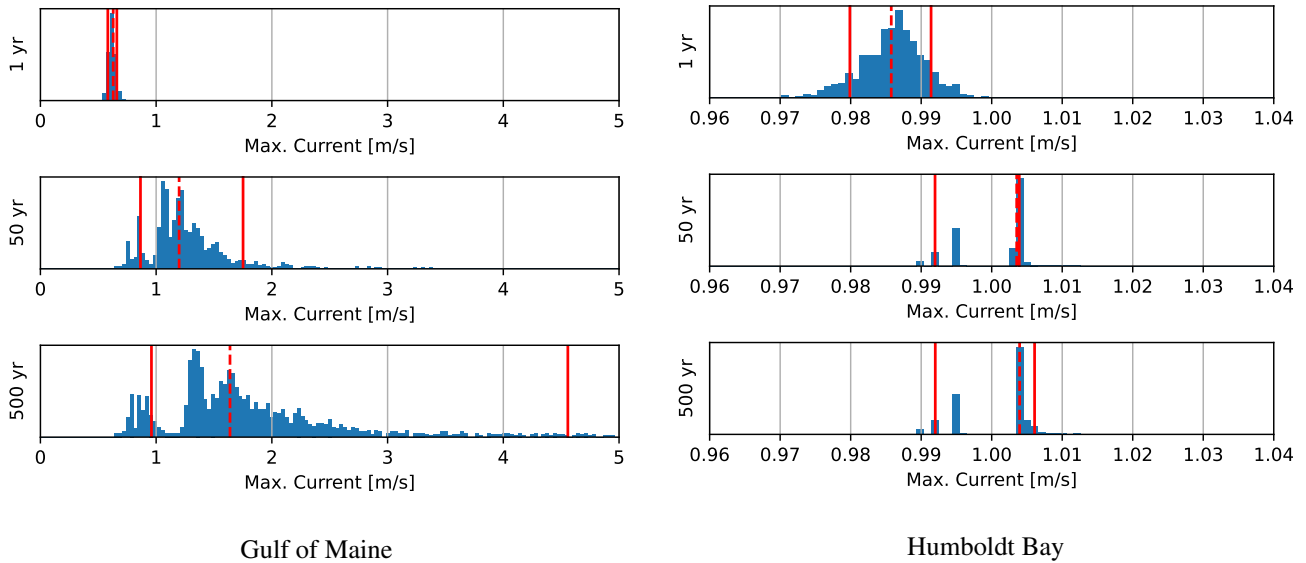 1 yr
0 1 2 3 4 5
Max. Current [m/s]
50 yr
0 1 2 3 4 5
Max. Current [m/s]
500 yr
0 1 2 3 4 5
Max. Current [m/s]
Gulf of Maine
1 yr
0.96 0.97 0.98 0.99 1.00 1.01 1.02 1.03 1.04
Max. Current [m/s]
50 yr
0.96 0.97 0.98 0.99 1.00 1.01 1.02 1.03 1.04
Max. Current [m/s]
500 yr
0.96 0.97 0.98 0.99 1.00 1.01 1.02 1.03 1.04
Max. Current [m/s]
Humboldt Bay